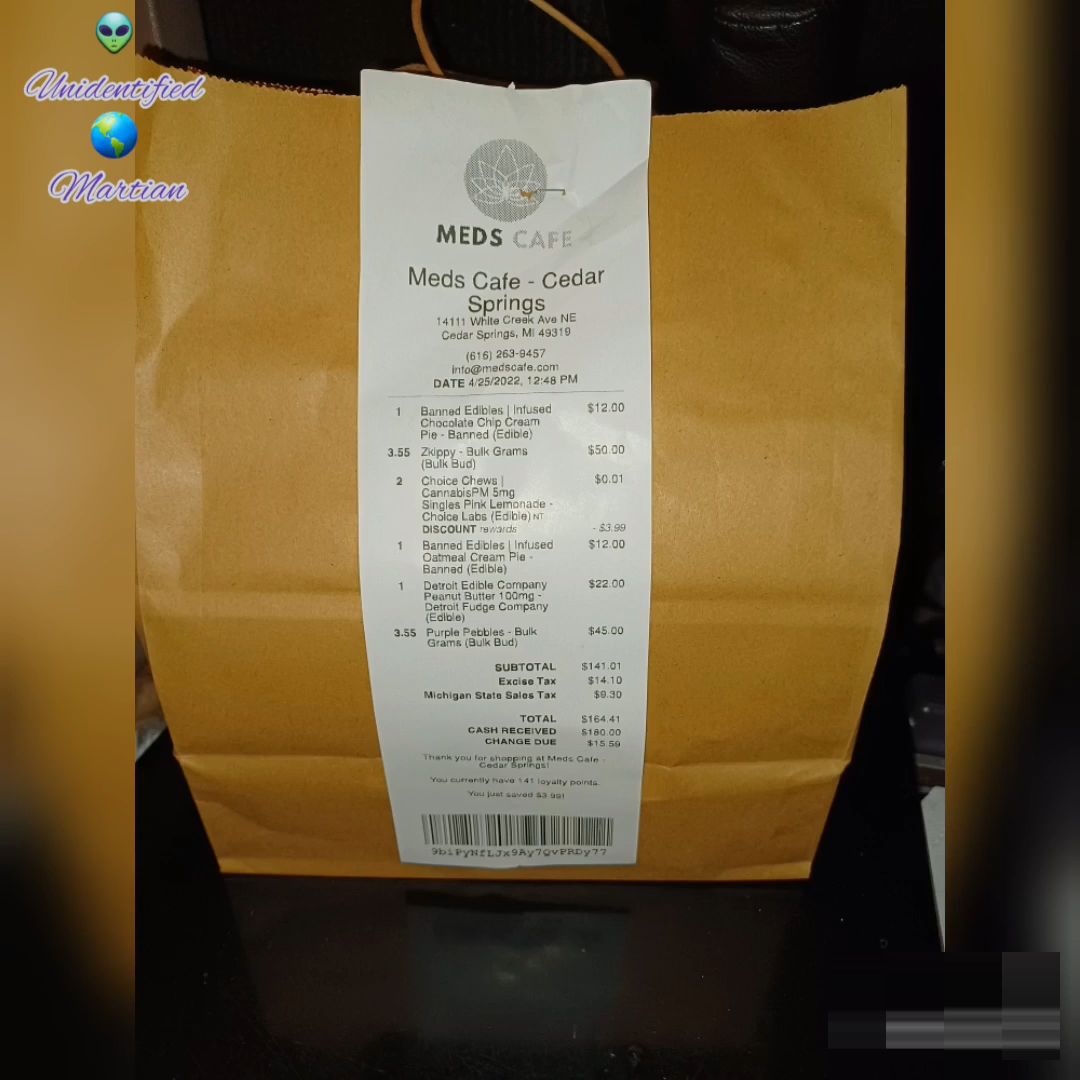 Unidentified
Martian
MEDS CAFE
Meds Cafe - Cedar
Springs
14111 White Creek Ave NE
Cedar Springs, MI 49319
(616) 263-9457
info@medscafe.com
DATE 4/25/2022, 12:48 PM
1 Banned Edibles | Infused $12.00
Chocolate Chip Cream
Pie - Banned (Edible)
3.55 Zkippy - Bulk Grams $50.00
(Bulk Bud)
2 Choice Chews | $0.01
CannabisPM 5mg
Singles Pink Lemonade -
Choice Labs (Edible) NT
DISCOUNT rewards - $3.99
1 Banned Edibles | Infused $12.00
Oatmeal Cream Pie -
Banned (Edible)
1 Detroit Edible Company $22.00
Peanut Butter 100mg -
Detroit Fudge Company
(Edible)
3.55 Purple Pebbles - Bulk $45.00
Grams (Bulk Bud)
SUBTOTAL $141.01
Excise Tax $14.10
Michigan State Sales Tax $9.30
TOTAL $164.41
CASH RECEIVED $180.00
CHANGE DUE $15.59
Thank you for shopping at Meds Cafe -
Cedar Springs!
You currently have 141 loyalty points.
You just saved $3.99!
9biPyNfLJx9Ay7QvPRDy77